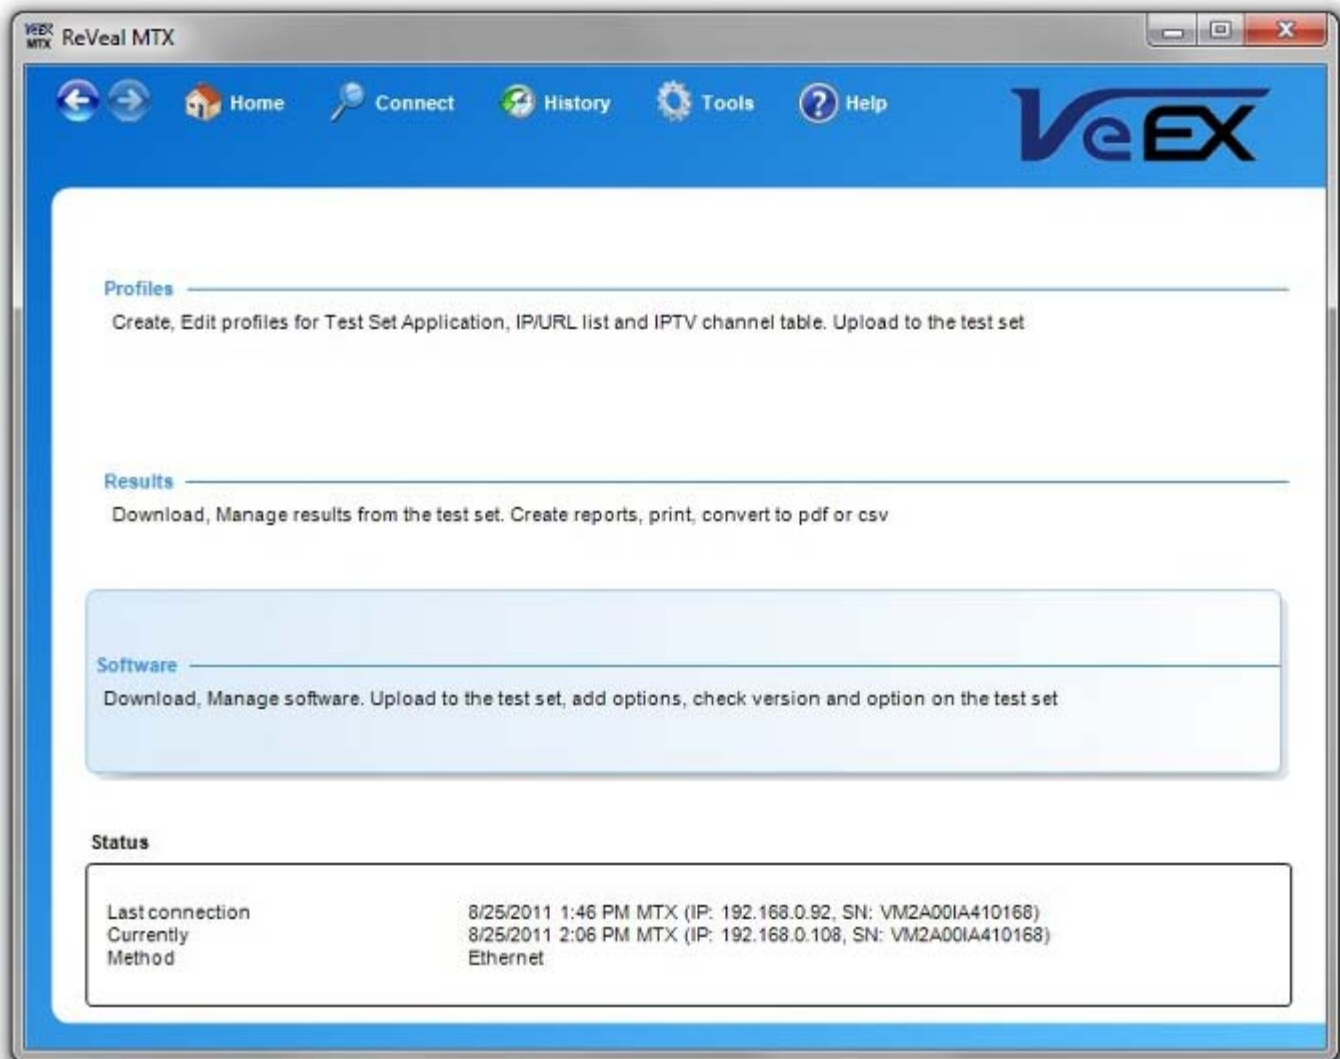 VeEX
MTX
ReVeal MTX
Home
Connect
History
Tools
Help
VeEX
Profiles
Create, Edit profiles for Test Set Application, IP/URL list and IPTV channel table. Upload to the test set
Results
Download, Manage results from the test set. Create reports, print, convert to pdf or csv
Software
Download, Manage software. Upload to the test set, add options, check version and option on the test set
Status
Last connection 8/25/2011 1:46 PM MTX (IP: 192.168.0.92, SN: VM2A00IA410168)
Currently 8/25/2011 2:06 PM MTX (IP: 192.168.0.108, SN: VM2A00IA410168)
Method Ethernet